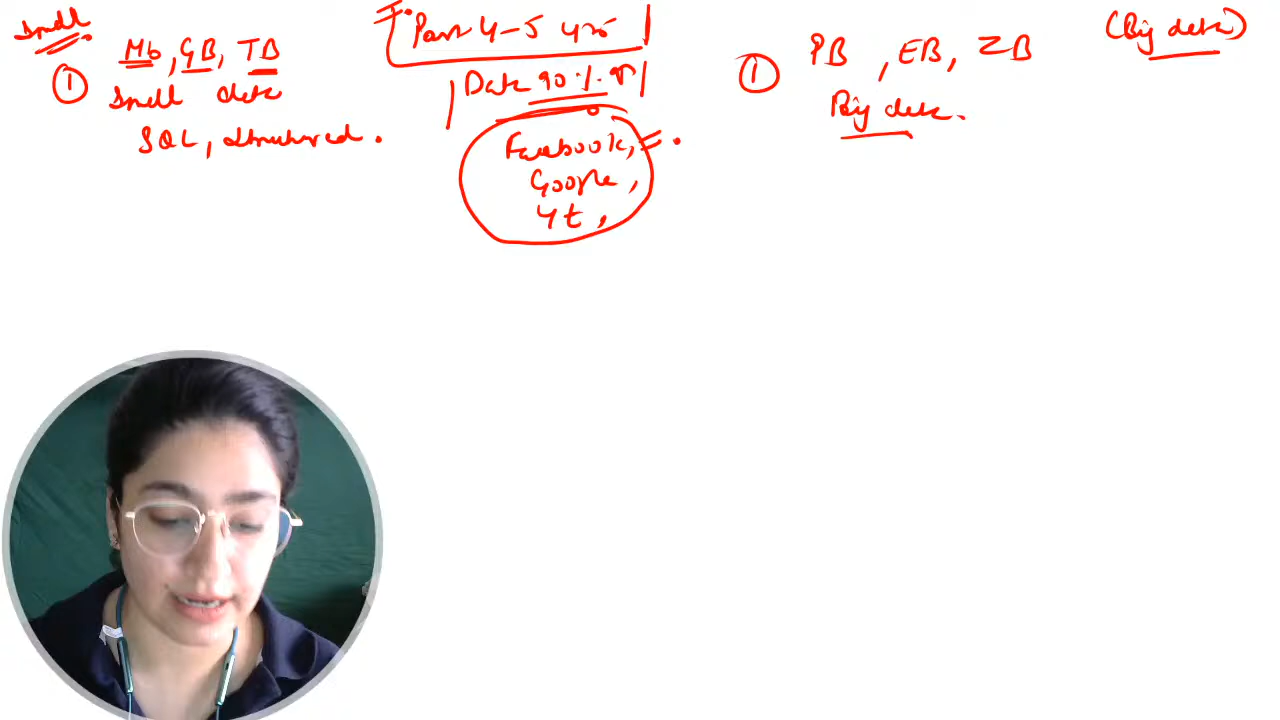 Small
Mb, GB, TB
① Small data
SQL, structured.
Past 4-5 yrs
Data 90%.
Facebook,
Google,
Yt,
(Big data)
① PB, EB, ZB
Big data.